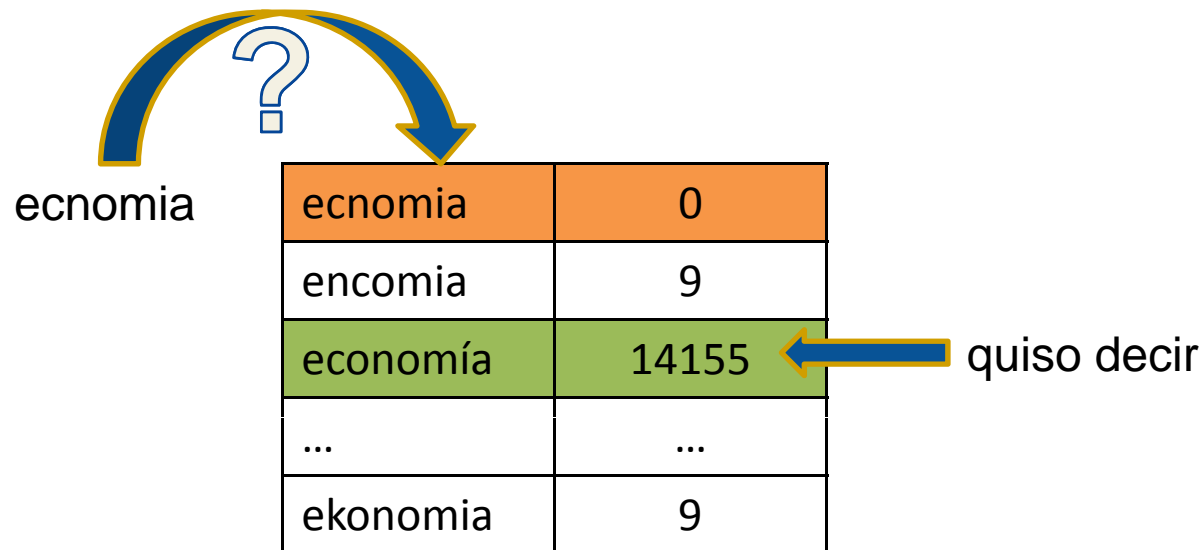 ?
ecnomia
ecnomia 0
encomia 9
economía 14155
quiso decir
... ...
ekonomia 9